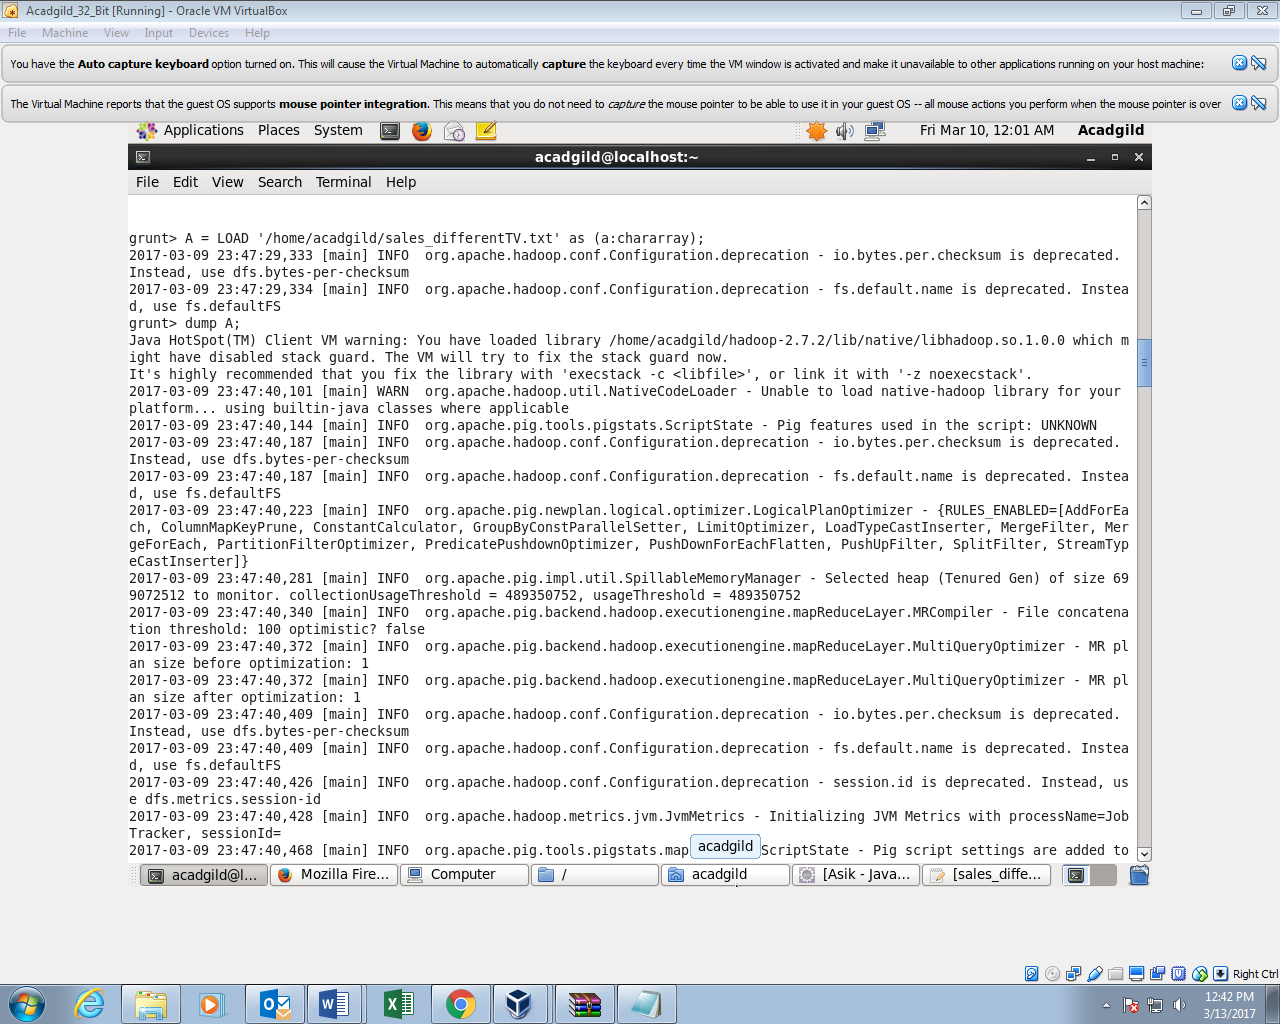 Acadgild_32_Bit [Running] - Oracle VM VirtualBox
File Machine View Input Devices Help
You have the Auto capture keyboard option turned on. This will cause the Virtual Machine to automatically capture the keyboard every time the VM window is activated and make it unavailable to other applications running on your host machine:
The Virtual Machine reports that the guest OS supports mouse pointer integration. This means that you do not need to capture the mouse pointer to be able to use it in your guest OS -- all mouse actions you perform when the mouse pointer is over
Applications Places System Fri Mar 10, 12:01 AM Acadgild
acadgild@localhost:~
File Edit View Search Terminal Help
grunt> A = LOAD '/home/acadgild/sales_differentTV.txt' as (a:chararray);
2017-03-09 23:47:29,333 [main] INFO  org.apache.hadoop.conf.Configuration.deprecation - io.bytes.per.checksum is deprecated.
Instead, use dfs.bytes-per-checksum
2017-03-09 23:47:29,334 [main] INFO  org.apache.hadoop.conf.Configuration.deprecation - fs.default.name is deprecated. Instea
d, use fs.defaultFS
grunt> dump A;
Java HotSpot(TM) Client VM warning: You have loaded library /home/acadgild/hadoop-2.7.2/lib/native/libhadoop.so.1.0.0 which m
ight have disabled stack guard. The VM will try to fix the stack guard now.
It's highly recommended that you fix the library with 'execstack -c <libfile>', or link it with '-z noexecstack'.
2017-03-09 23:47:40,101 [main] WARN  org.apache.hadoop.util.NativeCodeLoader - Unable to load native-hadoop library for your
platform... using builtin-java classes where applicable
2017-03-09 23:47:40,144 [main] INFO  org.apache.pig.tools.pigstats.ScriptState - Pig features used in the script: UNKNOWN
2017-03-09 23:47:40,187 [main] INFO  org.apache.hadoop.conf.Configuration.deprecation - io.bytes.per.checksum is deprecated.
Instead, use dfs.bytes-per-checksum
2017-03-09 23:47:40,187 [main] INFO  org.apache.hadoop.conf.Configuration.deprecation - fs.default.name is deprecated. Instea
d, use fs.defaultFS
2017-03-09 23:47:40,223 [main] INFO  org.apache.pig.newplan.logical.optimizer.LogicalPlanOptimizer - {RULES_ENABLED=[AddForEa
ch, ColumnMapKeyPrune, ConstantCalculator, GroupByConstParallelSetter, LimitOptimizer, LoadTypeCastInserter, MergeFilter, Mer
geForEach, PartitionFilterOptimizer, PredicatePushdownOptimizer, PushDownForEachFlatten, PushUpFilter, SplitFilter, StreamTyp
eCastInserter]}
2017-03-09 23:47:40,281 [main] INFO  org.apache.pig.impl.util.SpillableMemoryManager - Selected heap (Tenured Gen) of size 69
9072512 to monitor. collectionUsageThreshold = 489350752, usageThreshold = 489350752
2017-03-09 23:47:40,340 [main] INFO  org.apache.pig.backend.hadoop.executionengine.mapReduceLayer.MRCompiler - File concatena
tion threshold: 100 optimistic? false
2017-03-09 23:47:40,372 [main] INFO  org.apache.pig.backend.hadoop.executionengine.mapReduceLayer.MultiQueryOptimizer - MR pl
an size before optimization: 1
2017-03-09 23:47:40,372 [main] INFO  org.apache.pig.backend.hadoop.executionengine.mapReduceLayer.MultiQueryOptimizer - MR pl
an size after optimization: 1
2017-03-09 23:47:40,409 [main] INFO  org.apache.hadoop.conf.Configuration.deprecation - io.bytes.per.checksum is deprecated.
Instead, use dfs.bytes-per-checksum
2017-03-09 23:47:40,409 [main] INFO  org.apache.hadoop.conf.Configuration.deprecation - fs.default.name is deprecated. Instea
d, use fs.defaultFS
2017-03-09 23:47:40,426 [main] INFO  org.apache.hadoop.conf.Configuration.deprecation - session.id is deprecated. Instead, us
e dfs.metrics.session-id
2017-03-09 23:47:40,428 [main] INFO  org.apache.hadoop.metrics.jvm.JvmMetrics - Initializing JVM Metrics with processName=Job
Tracker, sessionId=
2017-03-09 23:47:40,468 [main] INFO  org.apache.pig.tools.pigstats.map acadgild ScriptState - Pig script settings are added to
acadgild@l... Mozilla Fire... Computer / acadgild [Asik - Java... [sales_diffe...
Right Ctrl
12:42 PM
3/13/2017